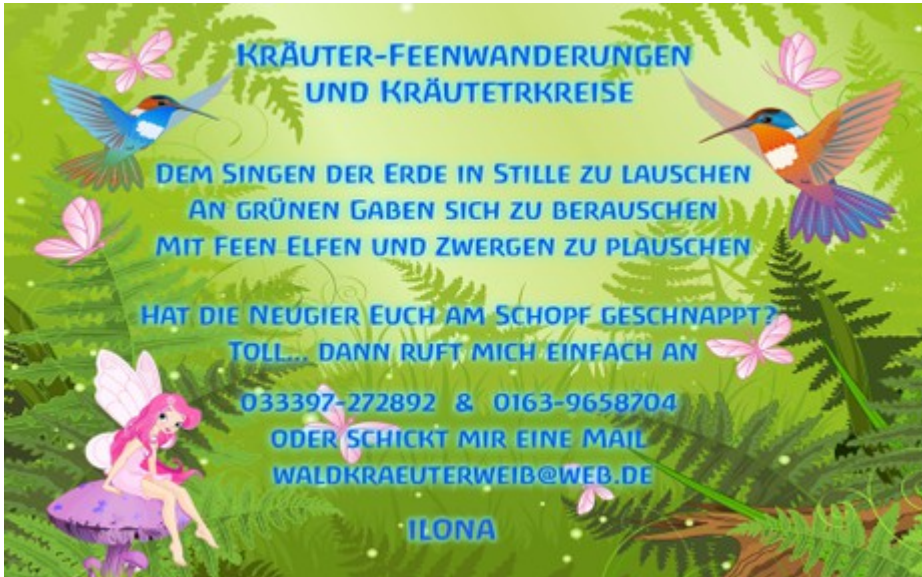 Kräuter-Feenwanderungen
und Kräutetrkreise
Dem Singen der Erde in Stille zu lauschen
An grünen Gaben sich zu berauschen
Mit Feen Elfen und Zwergen zu plauschen
Hat die Neugier Euch am Schopf geschnappt?
Toll... dann ruft mich einfach an
033397-272892 & 0163-9658704
oder schickt mir eine Mail
waldkraeuterweib@web.de
Ilona